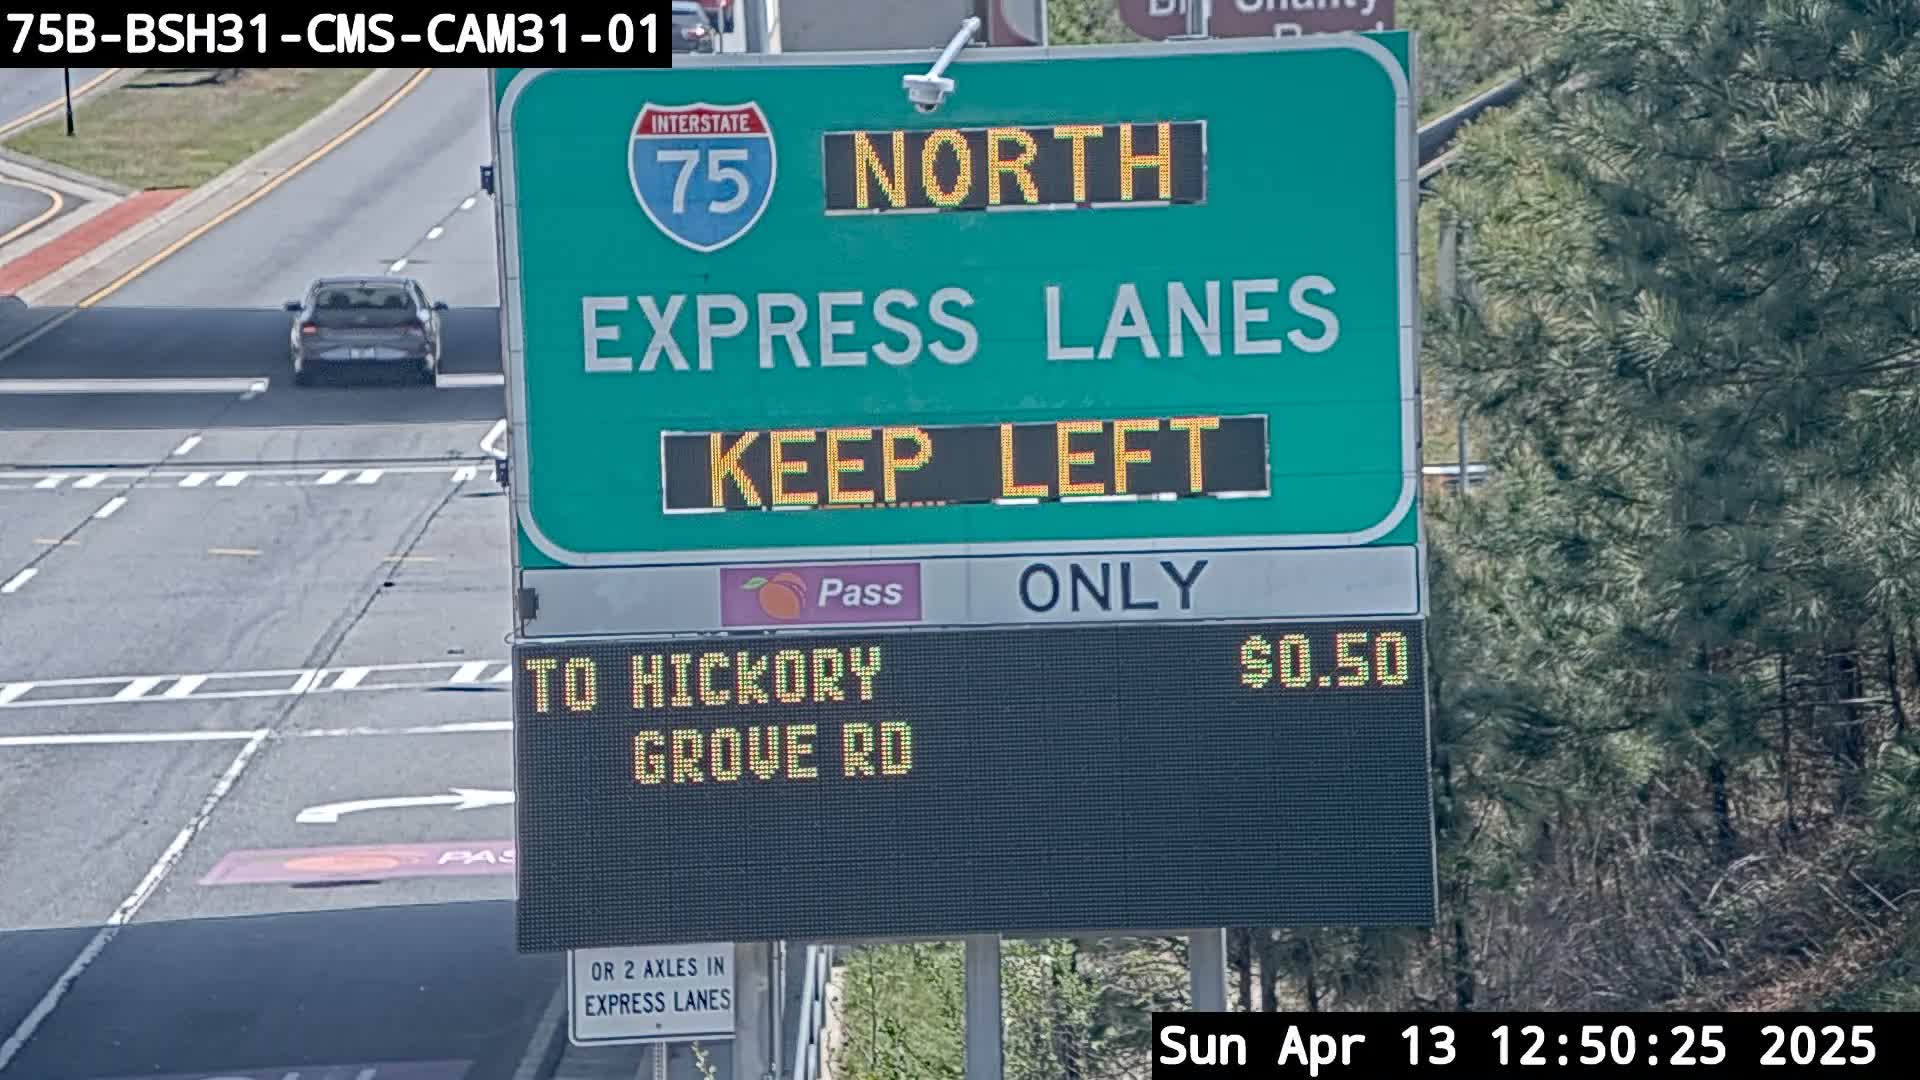 75B-BSH31-CMS-CAM31-01
Shanty
INTERSTATE
75
NORTH
EXPRESS LANES
KEEP LEFT
Pass ONLY
TO HICKORY $0.50
GROVE RD
OR 2 AXLES IN
EXPRESS LANES
Sun Apr 13 12:50:25 2025